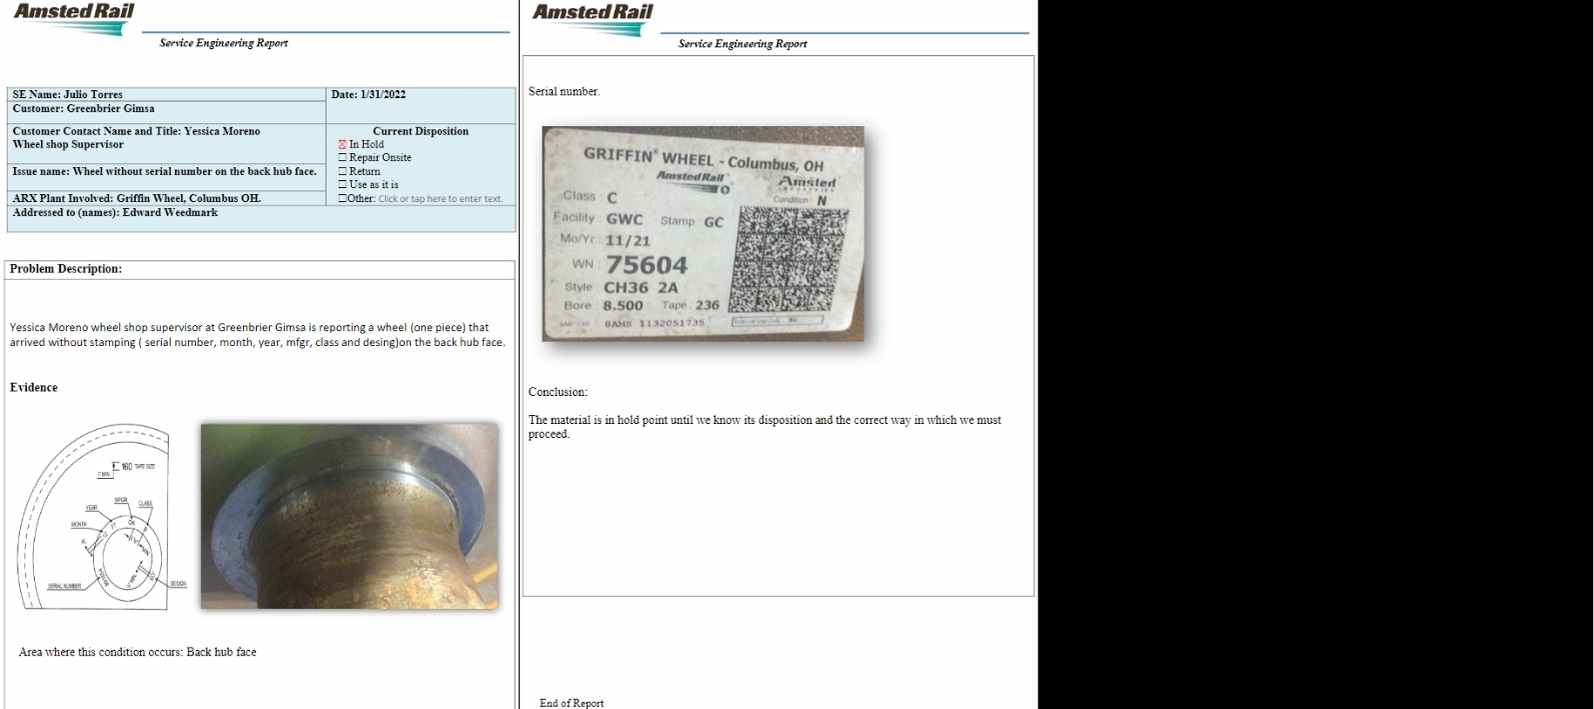 Amsted Rail
Service Engineering Report
SE Name: Julio Torres
Date: 1/31/2022
Customer: Greenbrier Gimsa
Customer Contact Name and Title: Yessica Moreno
Wheel shop Supervisor
Current Disposition
☒ In Hold
☐ Repair Onsite
☐ Return
☐ Use as it is
☐Other: Click or tap here to enter text.
Issue name: Wheel without serial number on the back hub face.
ARX Plant Involved: Griffin Wheel, Columbus OH.
Addressed to (names): Edward Weedmark
Problem Description:
Yessica Moreno wheel shop supervisor at Greenbrier Gimsa is reporting a wheel (one piece) that
arrived without stamping ( serial number, month, year, mfgr, class and desing)on the back hub face.
Evidence
160 TAPE SIZE
MFGR
CLASS
YEAR
MONTH
SERIAL NUMBER
DESIGN
Area where this condition occurs: Back hub face
Amsted Rail
Service Engineering Report
Serial number.
GRIFFIN® WHEEL - Columbus, OH
Amsted Rail
Amsted
Class C
Condition N
Facility GWC Stamp GC
Mo/Yr 11/21
WN 75604
Style CH36 2A
Bore 8.500 Tape 236
1132051735
Conclusion:
The material is in hold point until we know its disposition and the correct way in which we must
proceed.
End of Report